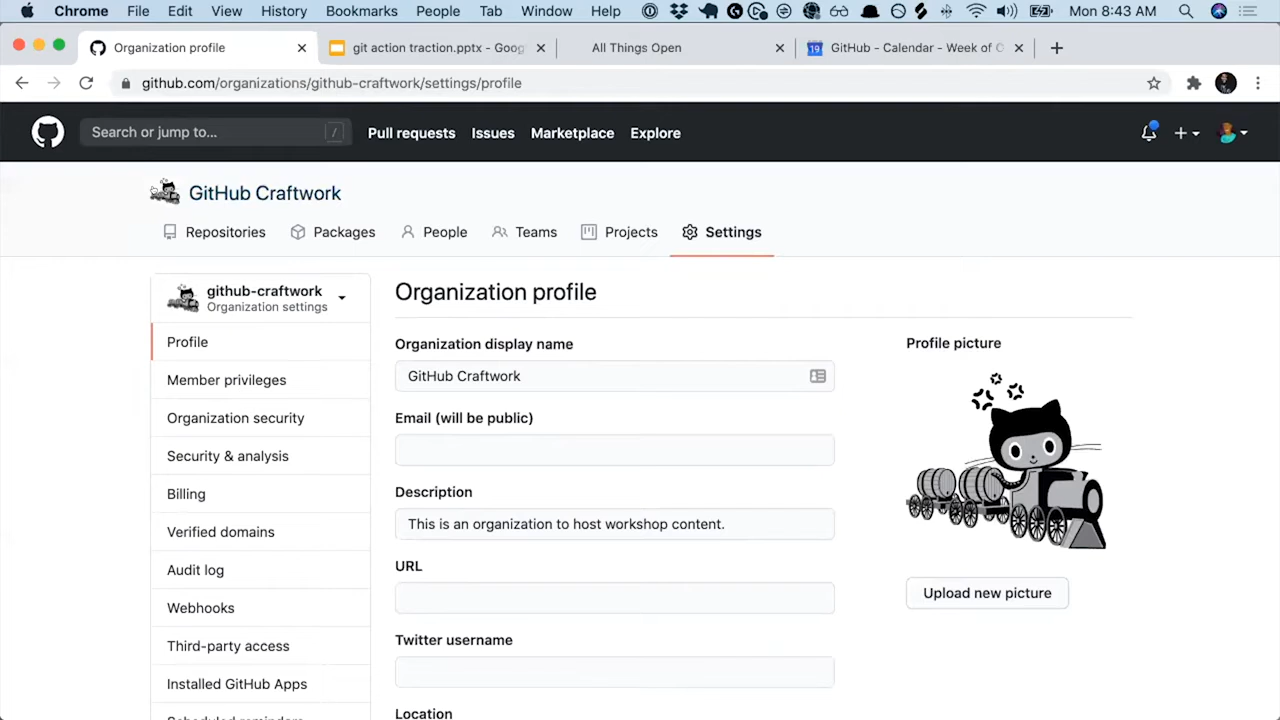 Chrome File Edit View History Bookmarks People Tab Window Help Mon 8:43 AM
Organization profile
git action traction.pptx - Goog
All Things Open
19 GitHub - Calendar - Week of O
github.com/organizations/github-craftwork/settings/profile
Search or jump to... /
Pull requests Issues Marketplace Explore
GitHub Craftwork
Repositories Packages People Teams Projects Settings
github-craftwork
Organization settings
Profile
Member privileges
Organization security
Security & analysis
Billing
Verified domains
Audit log
Webhooks
Third-party access
Installed GitHub Apps
Scheduled reminders
Organization profile
Organization display name
GitHub Craftwork
Email (will be public)
Description
This is an organization to host workshop content.
URL
Twitter username
Location
Profile picture
Upload new picture